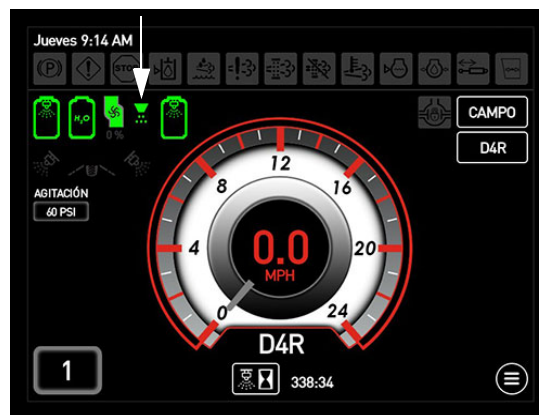 Jueves 9:14 AM
(P)
STOP
H₂O
0 %
CAMPO
D4R
AGITACIÓN
60 PSI
12
8
16
4
20
0
24
0.0
MPH
D4R
1
338:34